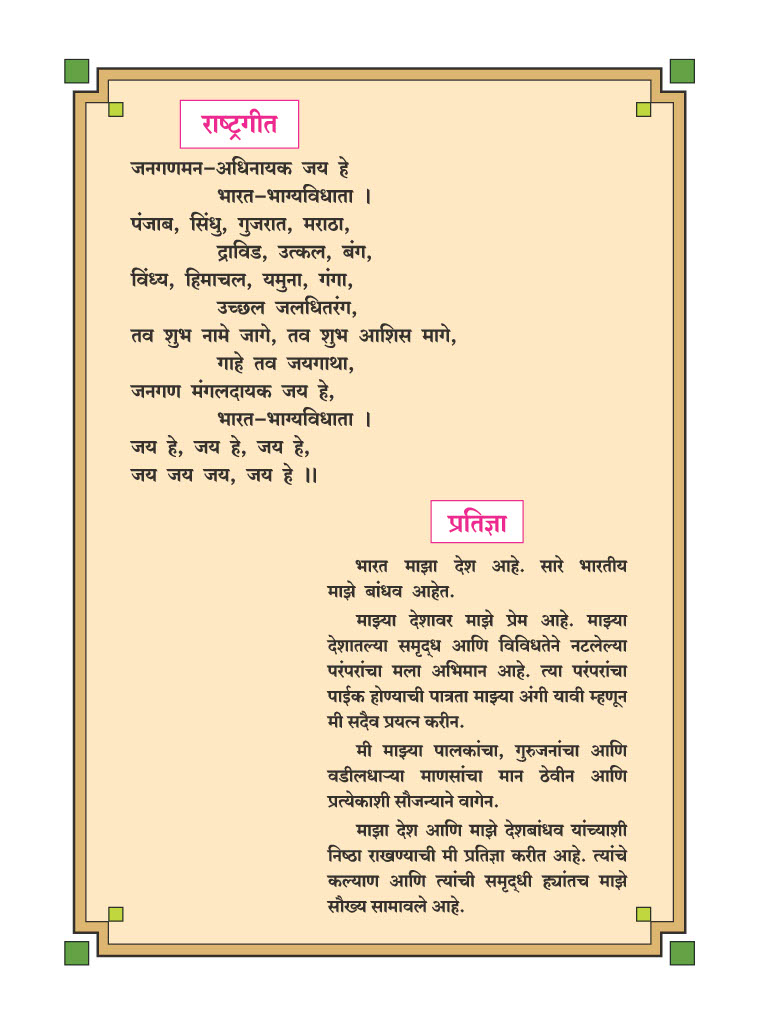 राष्ट्रगीत
जनगणमन–अधिनायक जय हे
भारत–भाग्यविधाता ।
पंजाब, सिंधु, गुजरात, मराठा,
द्राविड, उत्कल, बंग,
विंध्य, हिमाचल, यमुना, गंगा,
उच्छल जलधितरंग,
तव शुभ नामे जागे, तव शुभ आशिस मागे,
गाहे तव जयगाथा,
जनगण मंगलदायक जय हे,
भारत–भाग्यविधाता ।
जय हे, जय हे, जय हे,
जय जय जय, जय हे ।।
प्रतिज्ञा
भारत माझा देश आहे. सारे भारतीय
माझे बांधव आहेत.
माझ्या देशावर माझे प्रेम आहे. माझ्या
देशातल्या समृद्ध आणि विविधतेने नटलेल्या
परंपरांचा मला अभिमान आहे. त्या परंपरांचा
पाईक होण्याची पात्रता माझ्या अंगी यावी म्हणून
मी सदैव प्रयत्न करीन.
मी माझ्या पालकांचा, गुरुजनांचा आणि
वडीलधाऱ्या माणसांचा मान ठेवीन आणि
प्रत्येकाशी सौजन्याने वागेन.
माझा देश आणि माझे देशबांधव यांच्याशी
निष्ठा राखण्याची मी प्रतिज्ञा करीत आहे. त्यांचे
कल्याण आणि त्यांची समृद्धी ह्यांतच माझे
सौख्य सामावले आहे.